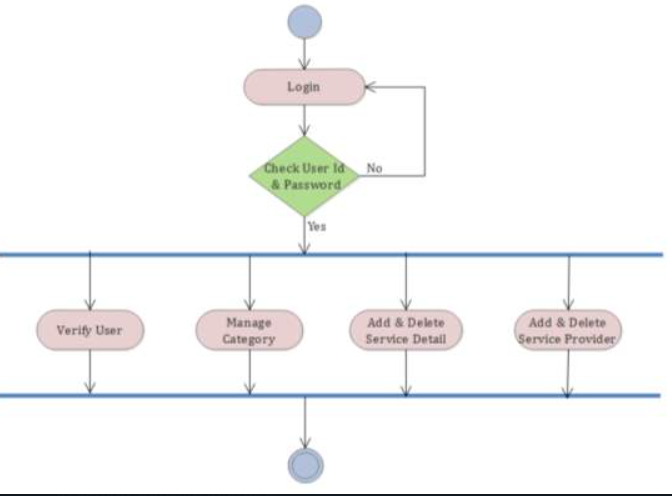 Login
Check User Id
& Password
No
Yes
Verify User
Manage
Category
Add & Delete
Service Detail
Add & Delete
Service Provider